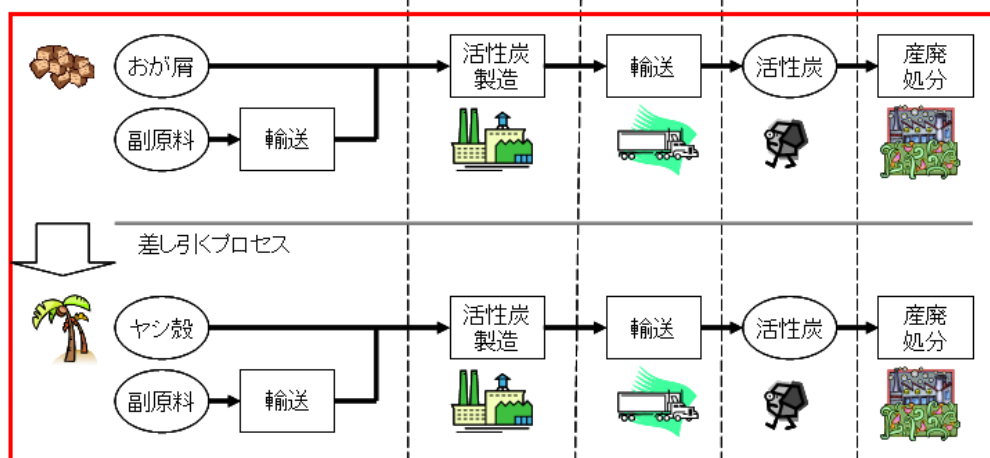 おが屑
活性炭
製造
輸送
活性炭
産廃
処分
副原料
輸送
差し引くプロセス
ヤシ殻
活性炭
製造
輸送
活性炭
産廃
処分
副原料
輸送